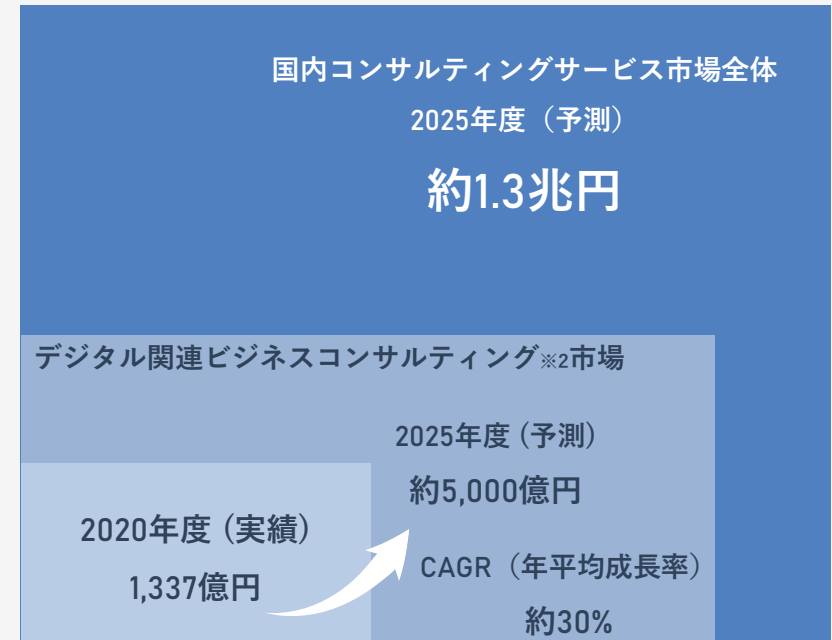 国内コンサルティングサービス市場全体
2025年度（予測）
約1.3兆円
デジタル関連ビジネスコンサルティング※2市場
2025年度（予測）
約5,000億円
2020年度（実績）
1,337億円
CAGR（年平均成長率）
約30%